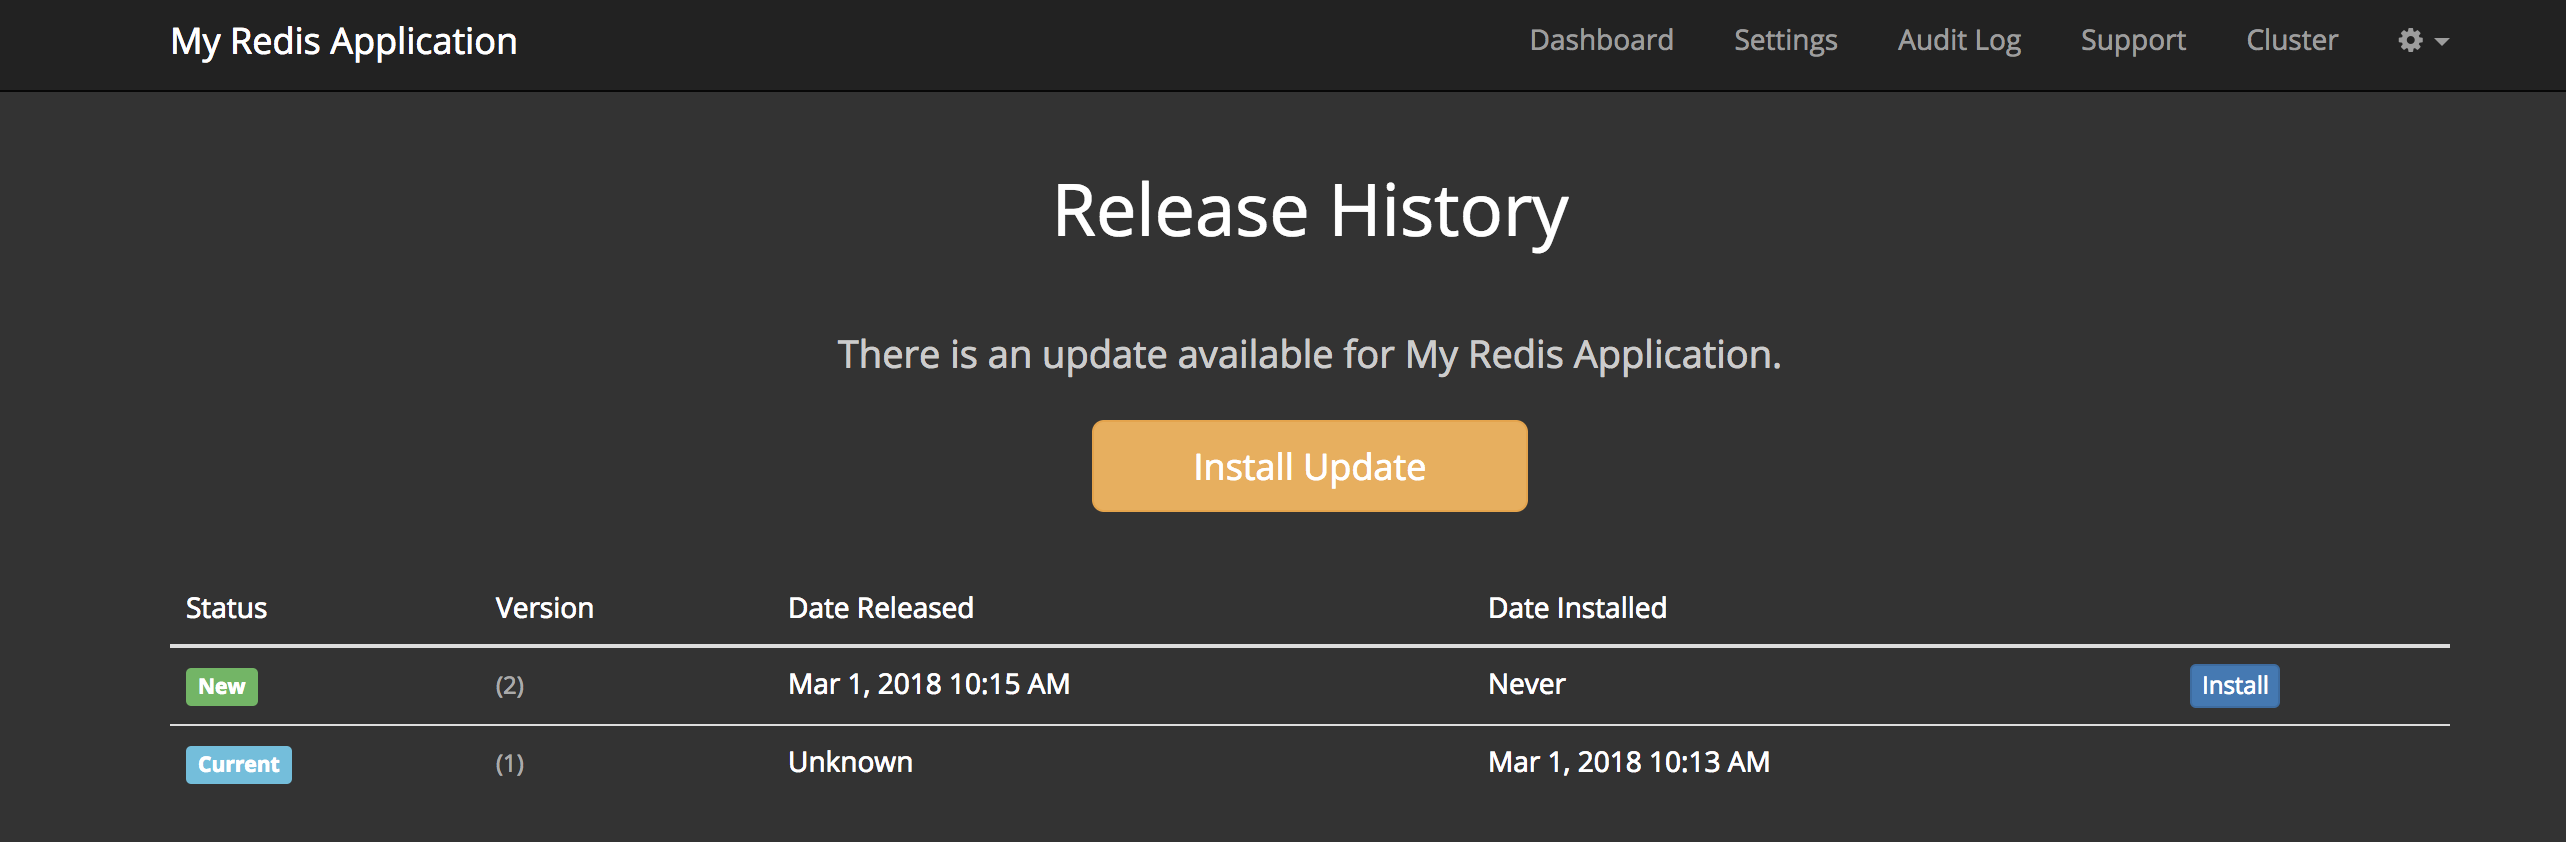 My Redis Application Dashboard Settings Audit Log Support Cluster
Release History
There is an update available for My Redis Application.
Install Update
Status Version Date Released Date Installed
New (2) Mar 1, 2018 10:15 AM Never Install
Current (1) Unknown Mar 1, 2018 10:13 AM